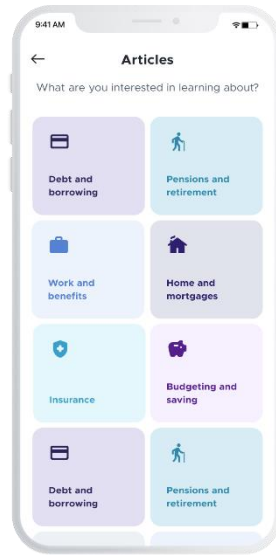 9:41 AM
Articles
What are you interested in learning about?
Debt and
borrowing
Pensions and
retirement
Work and
benefits
Home and
mortgages
Insurance
Budgeting and
saving
Debt and
borrowing
Pensions and
retirement